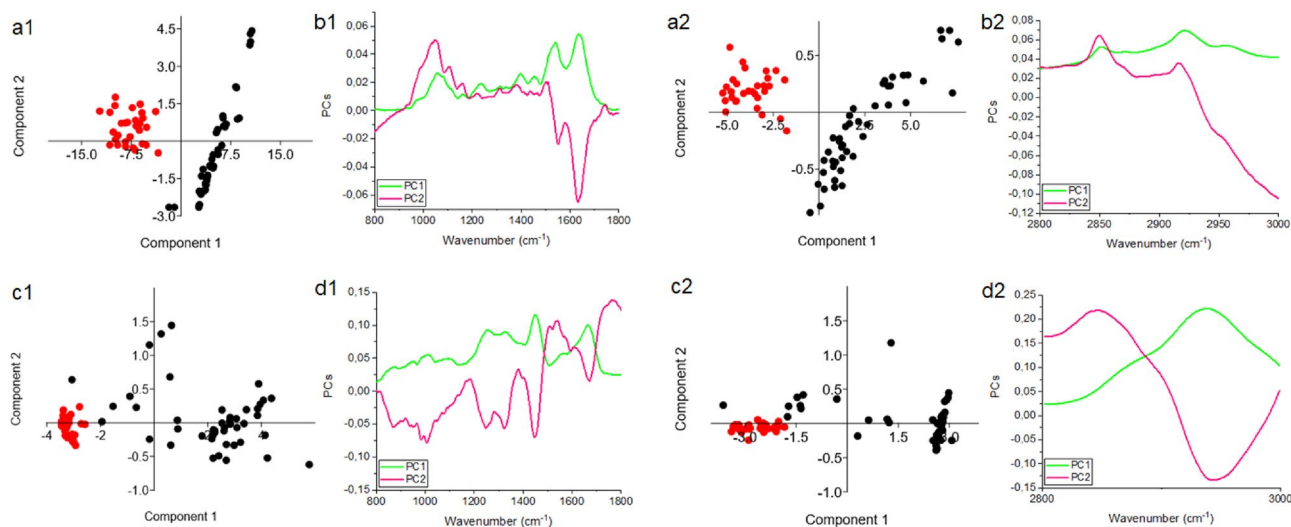 a1
Component 2
4.5
3.0
1.5
-15.0
-7.5
7.5
15.0
-1.5
-3.0
Component 1
b1
PCs
0,06
0,04
0,02
0,00
0,02
0,04
0,06
PC1
PC2
800
1000
1200
1400
1600
1800
Wavenumber (cm⁻¹)
a2
Component 2
0.5
-5.0
-2.5
2.5
5.0
-0.5
Component 1
b2
PCs
0,08
0,06
0,04
0,02
0,00
-0,02
-0,04
-0,06
-0,08
-0,10
-0,12
PC1
PC2
2800
2850
2900
2950
3000
Wavenumber (cm⁻¹)
c1
Component 2
1.5
1.0
0.5
-4
-2
2
4
-0.5
1.0
Component 1
d1
PCs
0,15
0,10
0,05
0,00
-0,05
-0,10
-0,15
PC1
PC2
800
1000
1200
1400
1600
1800
Wavenumber (cm⁻¹)
c2
Component 2
1.5
1.0
0.5
-3.0
-1.5
1.5
3.0
-0.5
-1.0
Component 1
d2
PCs
0,25
0,20
0,15
0,10
0,05
0,00
-0,05
-0,10
-0,15
PC1
PC2
2800
2900
3000
Wavenumber (cm⁻¹)